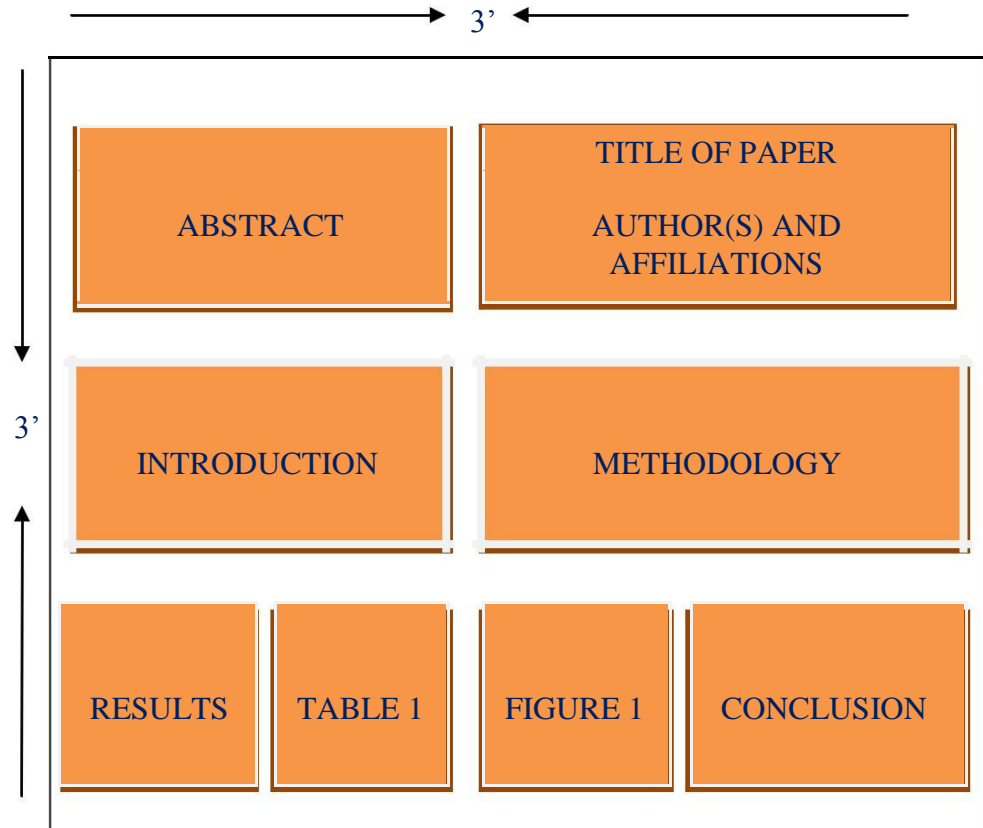 3’
ABSTRACT
TITLE OF PAPER
AUTHOR(S) AND
AFFILIATIONS
3’
INTRODUCTION
METHODOLOGY
RESULTS
TABLE 1
FIGURE 1
CONCLUSION